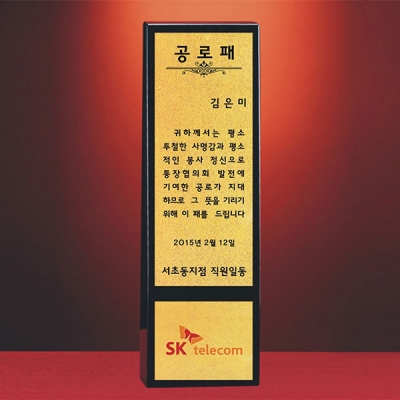 공로패
김은미
귀하께서는 평소
투철한 사명감과 평소
적인 봉사 정신으로
통장협의회 발전에
기여한 공로가 지대
하므로 그 뜻을 기리기
위해 이 패를 드립니다
2015년 2월 12일
서초동지점 직원일동
SK telecom